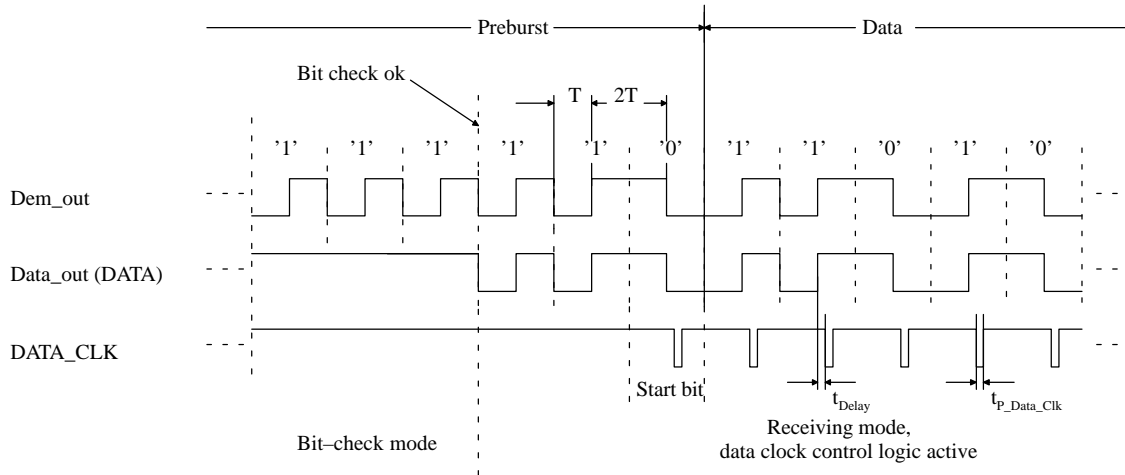 Preburst
Data
Bit check ok
T
2T
’1’ ’1’ ’1’ ’1’ ’1’ ’0’ ’1’ ’1’ ’0’ ’1’ ’0’
Dem_out
Data_out (DATA)
DATA_CLK
Start bit
tDelay
tP_Data_Clk
Bit–check mode
Receiving mode,
data clock control logic active